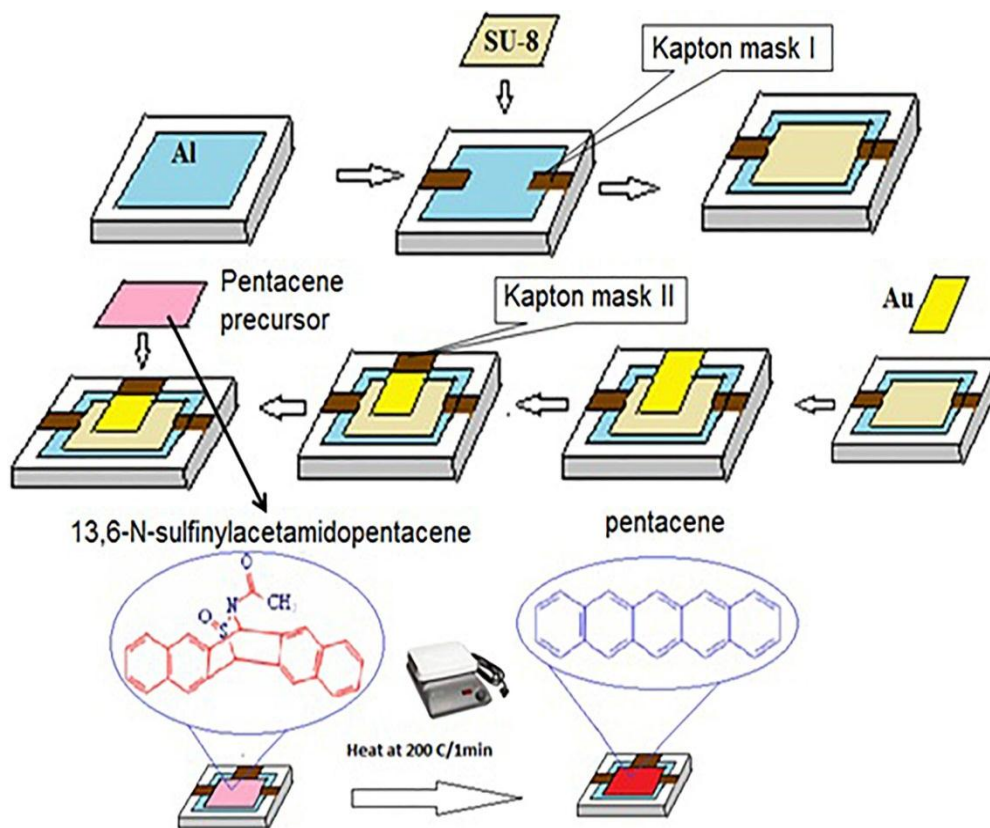 SU-8
Kapton mask I
Al
Pentacene
precursor
Kapton mask II
Au
13,6-N-sulfinylacetamidopentacene
pentacene
O
N
CH3
O
S
Heat at 200 C/1min